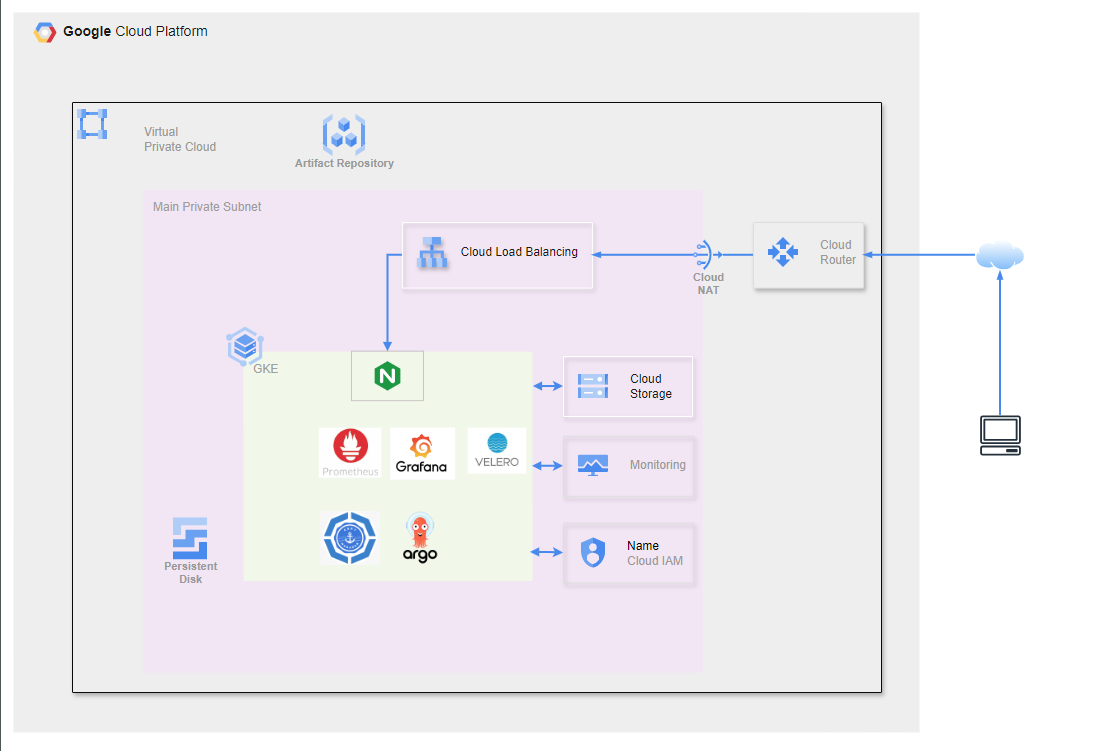 Google Cloud Platform
Virtual
Private Cloud
Artifact Repository
Main Private Subnet
Cloud Load Balancing
Cloud
NAT
Cloud
Router
GKE
N
Cloud
Storage
Prometheus
Grafana
VELERO
Monitoring
argo
Name
Cloud IAM
Persistent
Disk